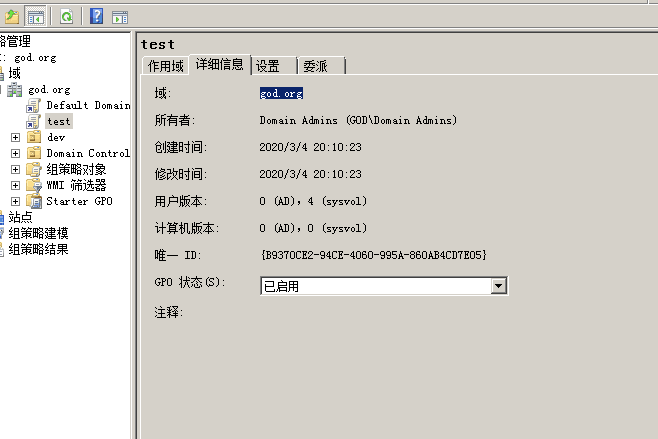 略管理
: god.org
域
god.org
Default Domain
test
dev
Domain Control
组策略对象
WMI 筛选器
Starter GPO
站点
组策略建模
组策略结果
test
作用域 详细信息 设置 委派
域: god.org
所有者: Domain Admins (GOD\Domain Admins)
创建时间: 2020/3/4 20:10:23
修改时间: 2020/3/4 20:10:23
用户版本: 0 (AD), 4 (sysvol)
计算机版本: 0 (AD), 0 (sysvol)
唯一 ID: {B9370CE2-94CE-4060-995A-860AB4CD7E05}
GPO 状态(S): 已启用
注释: